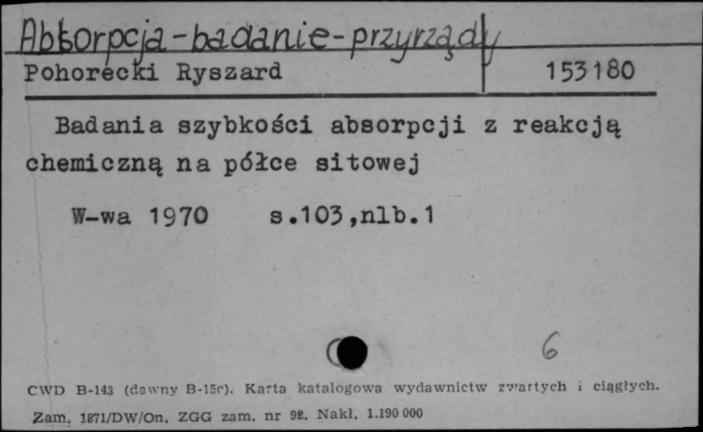 Absorpcja-badanie-przyrządy
Pohorecki Ryszard 153180
Badania szybkości absorpcji z reakcją
chemiczną na półce sitowej
W-wa 1970 s.103,nlb.1
6
CWD B-143 (dawny B-15c). Karta katalogowa wydawnictw zwartych i ciągłych.
Zam. 1871/DW/On. ZGG zam. nr 92. Nakł. 1.190 000